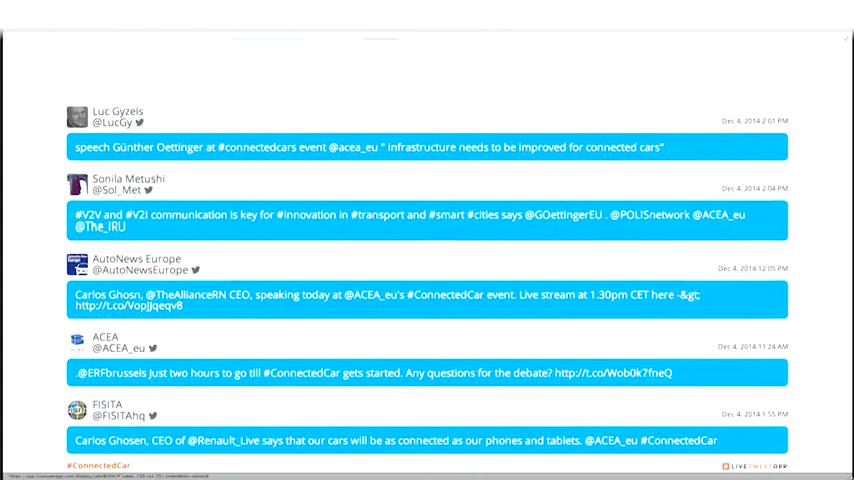 Luc Gyzels
@LucGy
Dec 4, 2014 2:01 PM
speech Günther Oettinger at #connectedcars event @acea_eu " infrastructure needs to be improved for connected cars"
Sonila Metushi
@Sol_Met
Dec 4, 2014 2:04 PM
#V2V and #V2I communication is key for #innovation in #transport and #smart #cities says @GOettingerEU . @POLISnetwork @ACEA_eu
@The_IRU
AutoNews Europe
@AutoNewsEurope
Dec 4, 2014 12:05 PM
Carlos Ghosn, @TheAllianceRN CEO, speaking today at @ACEA_eu's #ConnectedCar event. Live stream at 1.30pm CET here -&gt;
http://t.co/VopJJqeqv8
ACEA
@ACEA_eu
Dec 4, 2014 11:24 AM
.@ERFbrussels Just two hours to go till #ConnectedCar gets started. Any questions for the debate? http://t.co/Wob0k7fneQ
FISITA
@FISITAhq
Dec 4, 2014 1:55 PM
Carlos Ghosen, CEO of @Renault_Live says that our cars will be as connected as our phones and tablets. @ACEA_eu #ConnectedCar
#ConnectedCar
LIVETWEETAPP